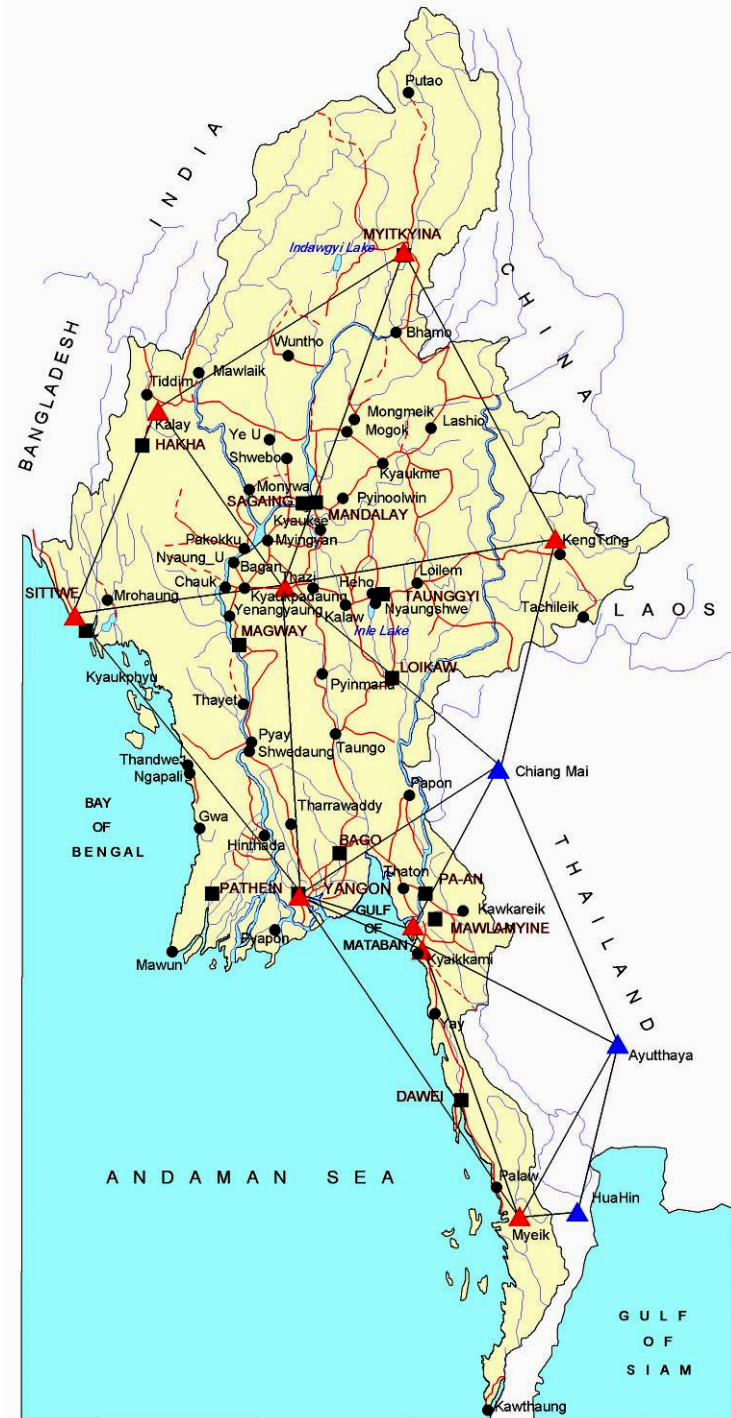 Putao
INDIA
MYITKYINA
Indawgyi Lake
CHINA
BANGLADESH
Bhamo
Wuntho
Mawlaik
Tiddim
Kalay
HAKHA
Mongmeik
Mogok
Lashio
Ye U
Shwebo
Kyaukme
Monywa
SAGAING
Pyinoolwin
MANDALAY
Kyaukse
Myingyan
Pakokku
Nyaung_U
Bagan
KengTung
Chauk
Thazi
Heho
Loilem
Kyaukpadaung
TAUNGGYI
SITTWE
Mrohaung
Yenangyaung
Kalaw
Nyaungshwe
Tachileik
LAOS
MAGWAY
Inle Lake
LOIKAW
Kyaukphyu
Pyinmana
Thayet
Pyay
Shwedaung
Taungo
Thandwe
Ngapali
Chiang Mai
Papon
BAY
OF
BENGAL
Gwa
Tharrawaddy
Hinthada
BAGO
THAILAND
PATHEIN
YANGON
Thaton
PA-AN
GULF
OF
MATABAN
Kawkareik
MAWLAMYINE
Pyapon
Mawun
Kyaikkami
Yay
Ayutthaya
DAWEI
ANDAMAN SEA
Palaw
HuaHin
Myeik
GULF
OF
SIAM
Kawthaung